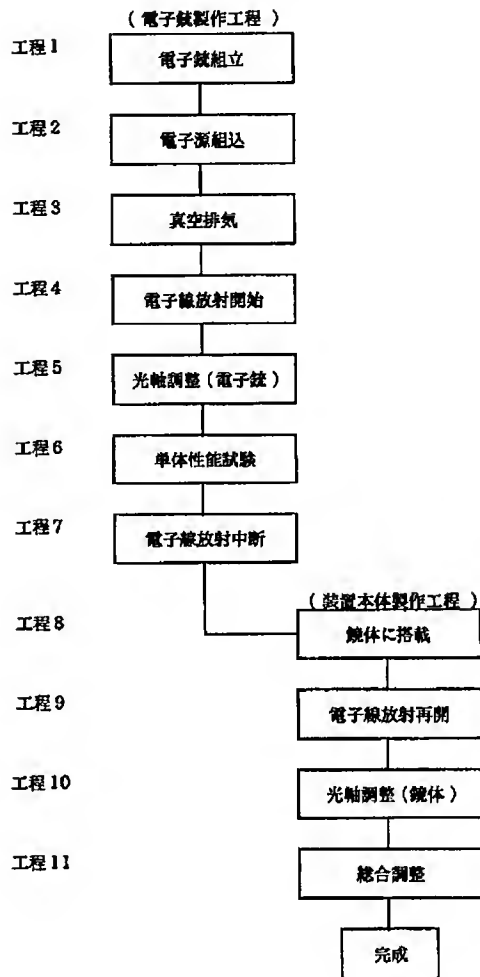 ( 電子銃製作工程 )
工程1
電子銃組立
工程2
電子源組込
工程3
真空排気
工程4
電子線放射開始
工程5
光軸調整 ( 電子銃 )
工程6
単体性能試験
工程7
電子線放射中断
( 装置本体製作工程 )
工程8
鏡体に搭載
工程9
電子線放射再開
工程10
光軸調整 ( 鏡体 )
工程11
総合調整
完成